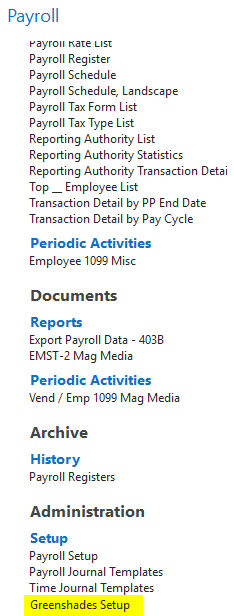 Payroll
Payroll Rate List
Payroll Register
Payroll Schedule
Payroll Schedule, Landscape
Payroll Tax Form List
Payroll Tax Type List
Reporting Authority List
Reporting Authority Statistics
Reporting Authority Transaction Detai
Top __ Employee List
Transaction Detail by PP End Date
Transaction Detail by Pay Cycle
Periodic Activities
Employee 1099 Misc
Documents
Reports
Export Payroll Data - 403B
EMST-2 Mag Media
Periodic Activities
Vend / Emp 1099 Mag Media
Archive
History
Payroll Registers
Administration
Setup
Payroll Setup
Payroll Journal Templates
Time Journal Templates
Greenshades Setup